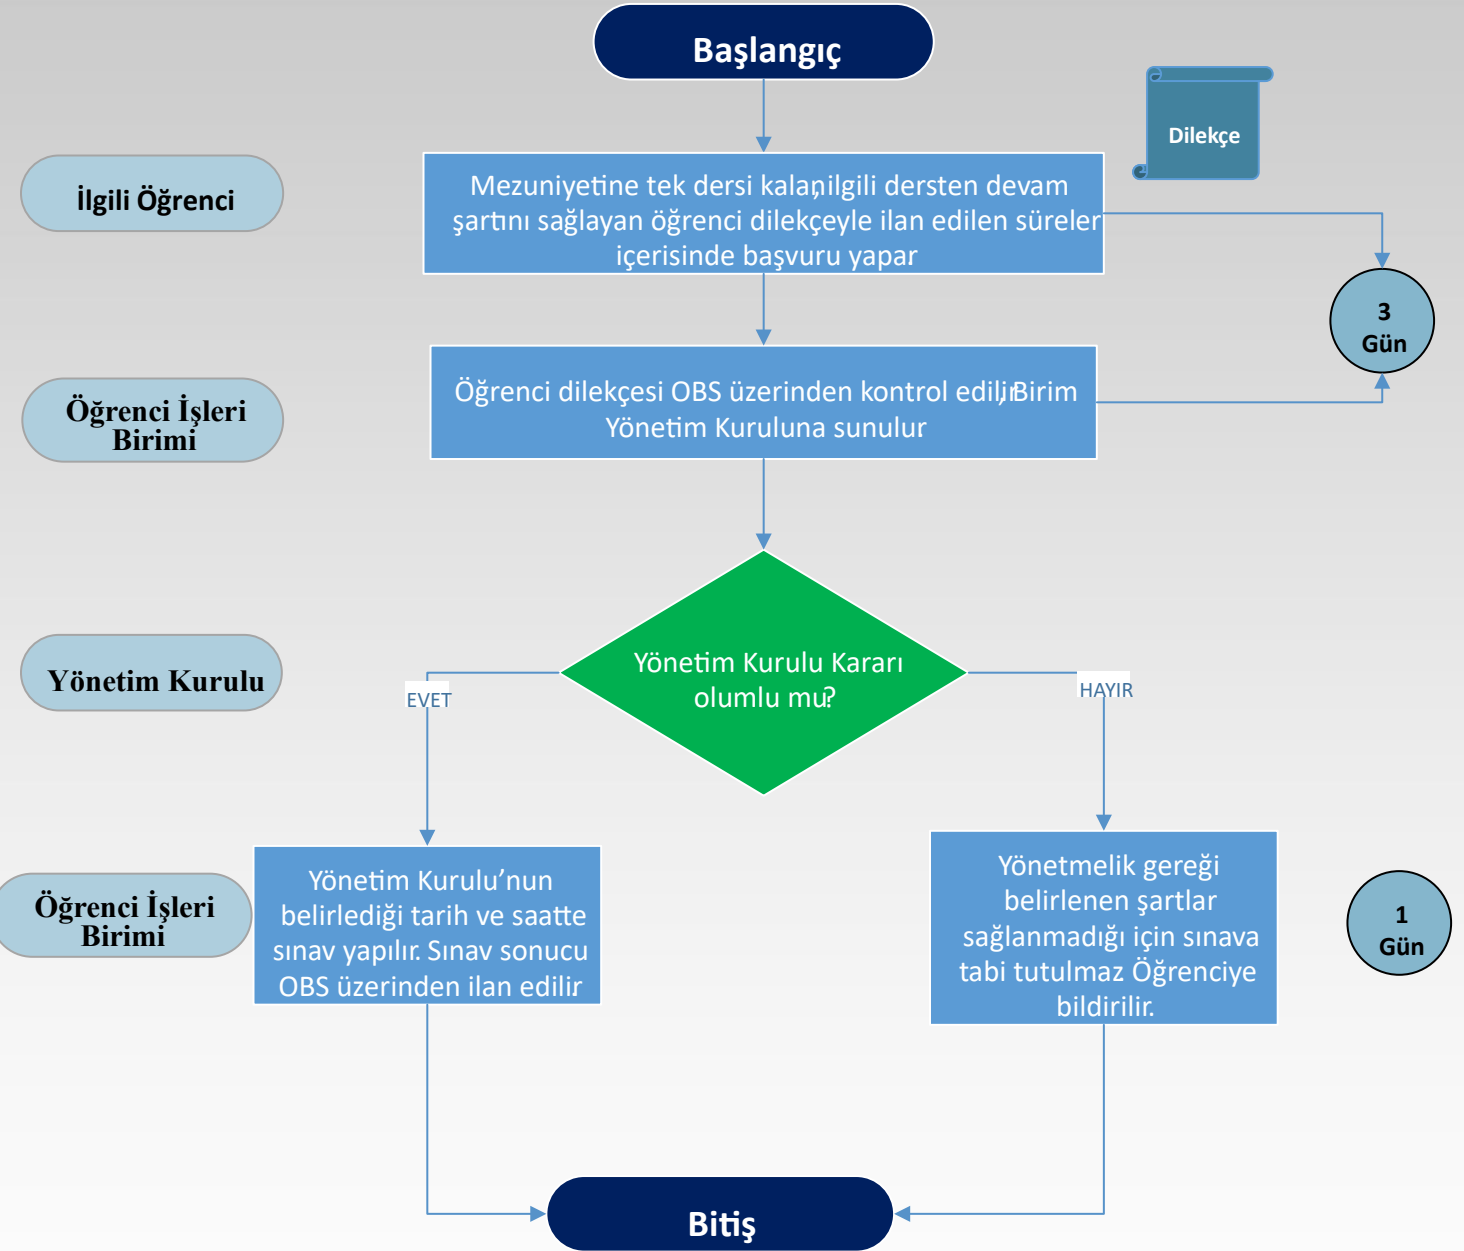 Başlangıç
Dilekçe
İlgili Öğrenci
Mezuniyetine tek dersi kalan, ilgili dersten devam
şartını sağlayan öğrenci dilekçeyle ilan edilen süreler
içerisinde başvuru yapar.
3
Gün
Öğrenci İşleri
Birimi
Öğrenci dilekçesi OBS üzerinden kontrol edilir, Birim
Yönetim Kuruluna sunulur.
Yönetim Kurulu
Yönetim Kurulu Kararı
olumlu mu?
EVET
HAYIR
Öğrenci İşleri
Birimi
Yönetim Kurulu’nun
belirlediği tarih ve saatte
sınav yapılır. Sınav sonucu
OBS üzerinden ilan edilir.
Yönetmelik gereği
belirlenen şartlar
sağlanmadığı için sınava
tabi tutulmaz Öğrenciye
bildirilir.
1
Gün
Bitiş